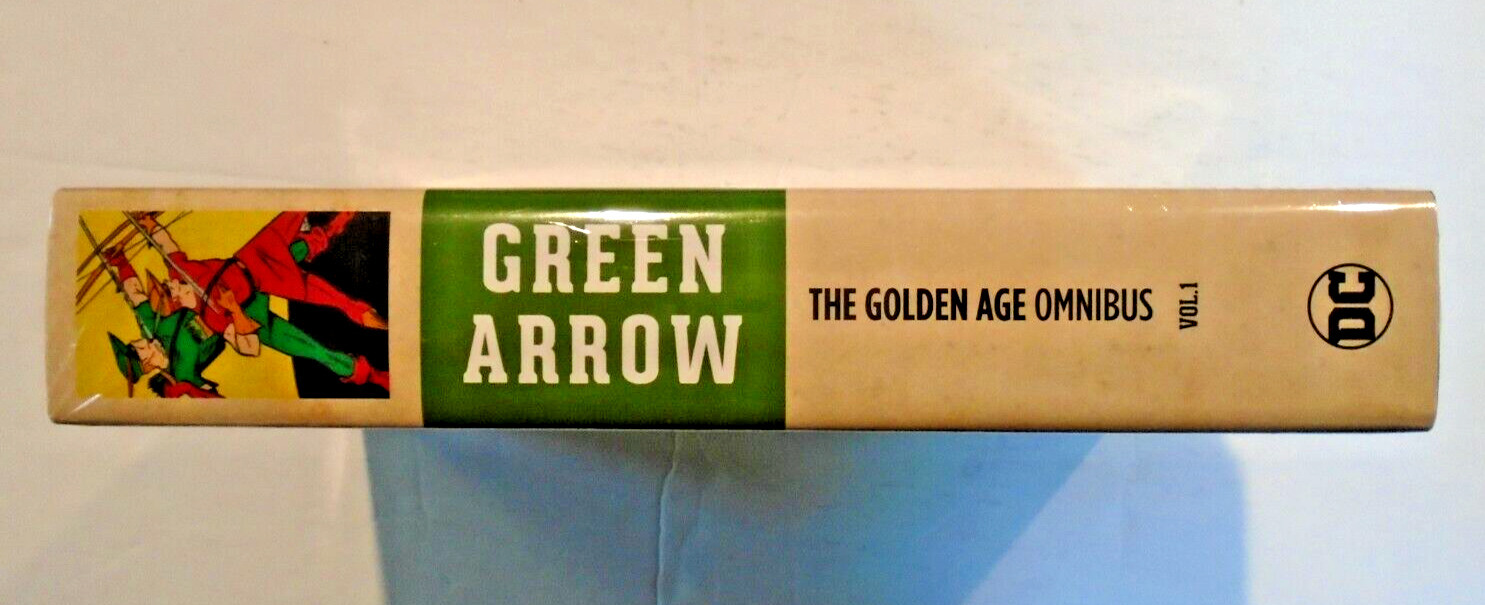 GREEN
ARROW
THE GOLDEN AGE OMNIBUS
VOL.1
DC